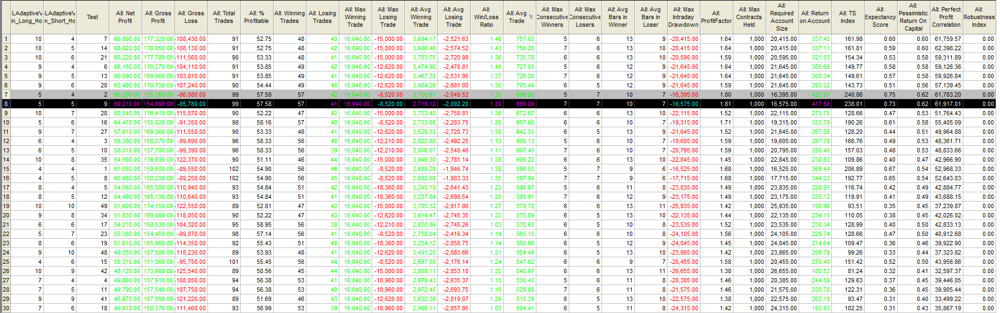 LAdaptiveV in_Long_Ho
LAdaptiveV n_Short_Ho
Test
All: Net Profit
All: Gross Profit
All: Gross Loss
All: Total Trades
All: % Profitable
All: Winning Trades
All: Losing Trades
All: Max Winning Trade
All: Max Losing Trade
All: Avg Winning Trade
All: Avg Losing Trade
All: Win/Loss Ratio
All: Avg Trade
All: Max Consecutive Winners
All: Max Consecutive Losers
All: Avg Bars in Winner
All: Avg Bars in Loser
All: Max Intraday Drawdown
All: ProfitFactor
All: Max Contracts Held
All: Required Account Size
All: Return on Account
All: TS Index
All: Expectancy Score
All: Pessimistic Return On Capital
All: Perfect Profit Correlation
All: Robustness Index
1 10 4 7 68,890.00 177,320.00 -108,430.00 91 52.75 48 43 16,040.00 -15,000.00 3,694.17 -2,521.63 1.46 757.03 5 6 13 9 -20,415.00 1.64 1,000 20,415.00 337.45 161.98 0.60 0.60 61,759.57 0.00
2 10 5 14 68,820.00 176,950.00 -108,130.00 91 52.75 48 42 16,040.00 -15,000.00 3,686.46 -2,574.52 1.43 756.26 7 6 13 10 -20,415.00 1.64 1,000 20,415.00 337.11 161.81 0.59 0.60 62,398.22 0.00
3 10 6 21 66,220.00 177,780.00 -111,560.00 90 53.33 48 41 16,040.00 -15,000.00 3,703.75 -2,720.98 1.36 735.78 6 6 13 10 -20,595.00 1.59 1,000 20,595.00 321.53 154.34 0.53 0.58 59,311.89 0.00
4 9 4 6 66,160.00 170,270.00 -104,110.00 91 53.85 49 42 16,040.00 -12,620.00 3,474.90 -2,478.81 1.40 727.03 5 6 12 9 -21,645.00 1.64 1,000 21,645.00 305.66 149.77 0.58 0.58 59,126.36 0.00
5 9 5 13 66,090.00 169,900.00 -103,810.00 91 53.85 49 41 16,040.00 -12,620.00 3,467.35 -2,531.95 1.37 726.26 7 6 12 9 -21,645.00 1.64 1,000 21,645.00 305.34 149.61 0.57 0.58 59,926.84 0.00
6 9 6 20 63,490.00 170,730.00 -107,240.00 90 54.44 49 40 16,040.00 -12,620.00 3,484.29 -2,681.00 1.30 705.44 6 5 12 9 -21,645.00 1.59 1,000 21,645.00 293.32 143.73 0.51 0.56 57,139.45 0.00
7 5 4 2 69,280.00 155,360.00 -86,080.00 99 57.58 57 42 16,040.00 -8,520.00 2,725.61 -2,049.52 1.33 699.80 5 7 10 7 -16,395.00 1.80 1,000 16,395.00 422.57 240.86 0.75 0.62 61,783.20 0.00
8 5 5 9 69,210.00 154,990.00 -85,780.00 99 57.58 57 41 16,040.00 -8,520.00 2,719.12 -2,092.20 1.30 699.09 7 7 10 7 -16,575.00 1.81 1,000 16,575.00 417.56 238.01 0.73 0.62 61,917.01 0.00
9 10 7 28 60,540.00 176,410.00 -115,870.00 90 52.22 47 42 16,040.00 -15,000.00 3,753.40 -2,758.81 1.36 672.67 6 6 13 9 -22,115.00 1.52 1,000 22,115.00 273.75 128.66 0.47 0.53 51,764.43 0.00
10 5 6 16 64,470.00 155,820.00 -91,350.00 98 58.16 57 40 16,040.00 -8,520.00 2,733.68 -2,283.75 1.20 657.86 6 6 10 7 -19,315.00 1.71 1,000 19,315.00 333.78 190.26 0.61 0.58 55,405.09 0.00
11 9 7 27 57,810.00 169,360.00 -111,550.00 90 53.33 48 41 16,040.00 -12,620.00 3,528.33 -2,720.73 1.30 642.33 6 5 13 9 -21,645.00 1.52 1,000 21,645.00 267.08 128.20 0.44 0.51 49,964.88 0.00
12 6 4 3 58,380.00 158,070.00 -99,690.00 96 58.33 56 40 16,040.00 -12,210.00 2,822.68 -2,492.25 1.13 608.13 5 6 10 7 -19,605.00 1.59 1,000 19,605.00 297.78 166.76 0.49 0.53 48,361.71 0.00
13 6 5 10 58,310.00 157,700.00 -99,390.00 96 58.33 56 39 16,040.00 -12,210.00 2,816.07 -2,548.46 1.11 607.40 7 6 10 7 -20,795.00 1.59 1,000 20,795.00 280.40 157.03 0.48 0.53 48,833.66 0.00
14 10 8 35 54,560.00 176,930.00 -122,370.00 90 51.11 46 44 16,040.00 -15,000.00 3,846.30 -2,781.14 1.38 606.22 6 6 13 10 -22,845.00 1.45 1,000 22,845.00 238.83 109.86 0.40 0.47 42,966.90 0.00
15 4 4 1 61,050.00 150,600.00 -89,550.00 102 54.90 56 46 16,040.00 -8,520.00 2,689.29 -1,946.74 1.38 598.53 5 7 9 6 -16,525.00 1.68 1,000 16,525.00 369.44 206.89 0.67 0.54 52,968.33 0.00
16 4 5 8 60,980.00 150,230.00 -89,250.00 102 54.90 56 45 16,040.00 -8,520.00 2,682.68 -1,983.33 1.35 597.84 7 7 9 6 -17,715.00 1.68 1,000 17,715.00 344.23 192.77 0.65 0.54 52,643.03 0.00
17 8 4 5 54,560.00 165,500.00 -110,940.00 93 54.84 51 42 16,040.00 -18,360.00 3,245.10 -2,641.43 1.23 586.67 5 6 11 8 -23,835.00 1.49 1,000 23,835.00 228.91 116.74 0.42 0.49 42,884.77 0.00
18 8 5 12 54,490.00 165,130.00 -110,640.00 93 54.84 51 41 16,040.00 -18,360.00 3,237.84 -2,698.54 1.20 585.91 7 6 12 9 -23,175.00 1.49 1,000 23,175.00 235.12 119.91 0.41 0.49 43,688.15 0.00
19 10 10 49 51,600.00 174,150.00 -122,550.00 89 52.81 47 42 16,040.00 -15,000.00 3,705.32 -2,917.86 1.27 579.78 6 6 13 11 -25,935.00 1.42 1,000 25,935.00 198.96 93.51 0.35 0.45 37,239.87 0.00
20 9 8 34 51,830.00 169,880.00 -118,050.00 90 52.22 47 43 16,040.00 -12,620.00 3,614.47 -2,745.35 1.32 575.89 6 5 13 10 -22,135.00 1.44 1,000 22,135.00 234.15 110.05 0.38 0.45 42,026.02 0.00
21 6 6 17 54,210.00 158,530.00 -104,320.00 95 58.95 56 38 16,040.00 -12,210.00 2,830.89 -2,745.26 1.03 570.63 6 5 10 8 -23,535.00 1.52 1,000 23,535.00 230.34 128.99 0.40 0.50 42,833.13 0.00
22 5 7 23 55,380.00 154,450.00 -99,070.00 98 57.14 56 41 16,040.00 -8,520.00 2,758.04 -2,416.34 1.14 565.10 6 6 10 8 -24,105.00 1.56 1,000 24,105.00 229.74 128.66 0.47 0.50 40,912.68 0.00
23 8 6 19 51,610.00 165,960.00 -114,350.00 92 55.43 51 40 16,040.00 -18,360.00 3,254.12 -2,858.75 1.14 560.98 6 5 12 9 -24,045.00 1.45 1,000 24,045.00 214.64 109.47 0.36 0.46 39,922.90 0.00
24 9 10 48 49,350.00 167,580.00 -118,230.00 89 53.93 48 41 16,040.00 -12,620.00 3,491.25 -2,883.66 1.21 554.49 6 5 13 10 -23,865.00 1.42 1,000 23,865.00 206.79 99.26 0.33 0.44 37,323.82 0.00
25 4 6 15 55,310.00 151,060.00 -95,750.00 101 55.45 56 44 16,040.00 -8,520.00 2,697.50 -2,176.14 1.24 547.62 6 6 9 7 -20,455.00 1.58 1,000 20,455.00 270.40 151.42 0.52 0.50 43,956.86 0.00
26 10 9 42 48,120.00 173,660.00 -125,540.00 89 50.56 45 44 16,040.00 -15,000.00 3,859.11 -2,853.18 1.35 540.67 6 6 13 11 -26,655.00 1.38 1,000 26,655.00 180.53 81.24 0.32 0.41 32,597.37 0.00
27 7 4 4 49,860.00 157,910.00 -108,050.00 94 56.38 53 41 16,040.00 -10,960.00 2,979.43 -2,635.37 1.13 530.43 5 6 11 8 -20,385.00 1.46 1,000 20,385.00 244.59 129.63 0.37 0.45 39,446.05 0.00
28 7 5 11 49,790.00 157,540.00 -107,750.00 94 56.38 53 40 16,040.00 -10,960.00 2,972.45 -2,693.75 1.10 529.68 7 6 11 8 -21,575.00 1.46 1,000 21,575.00 230.78 122.31 0.36 0.45 39,905.44 0.00
29 9 9 41 45,870.00 167,090.00 -121,220.00 89 51.69 46 43 16,040.00 -12,620.00 3,632.39 -2,819.07 1.29 515.39 6 5 13 10 -22,575.00 1.38 1,000 22,575.00 203.19 93.47 0.31 0.40 33,499.22 0.00
30 7 6 18 46,910.00 158,370.00 -111,460.00 93 56.99 53 39 16,040.00 -10,960.00 2,988.11 -2,857.95 1.05 504.41 6 5 11 8 -24,315.00 1.42 1,000 24,315.00 192.93 102.25 0.31 0.43 35,867.19 0.00